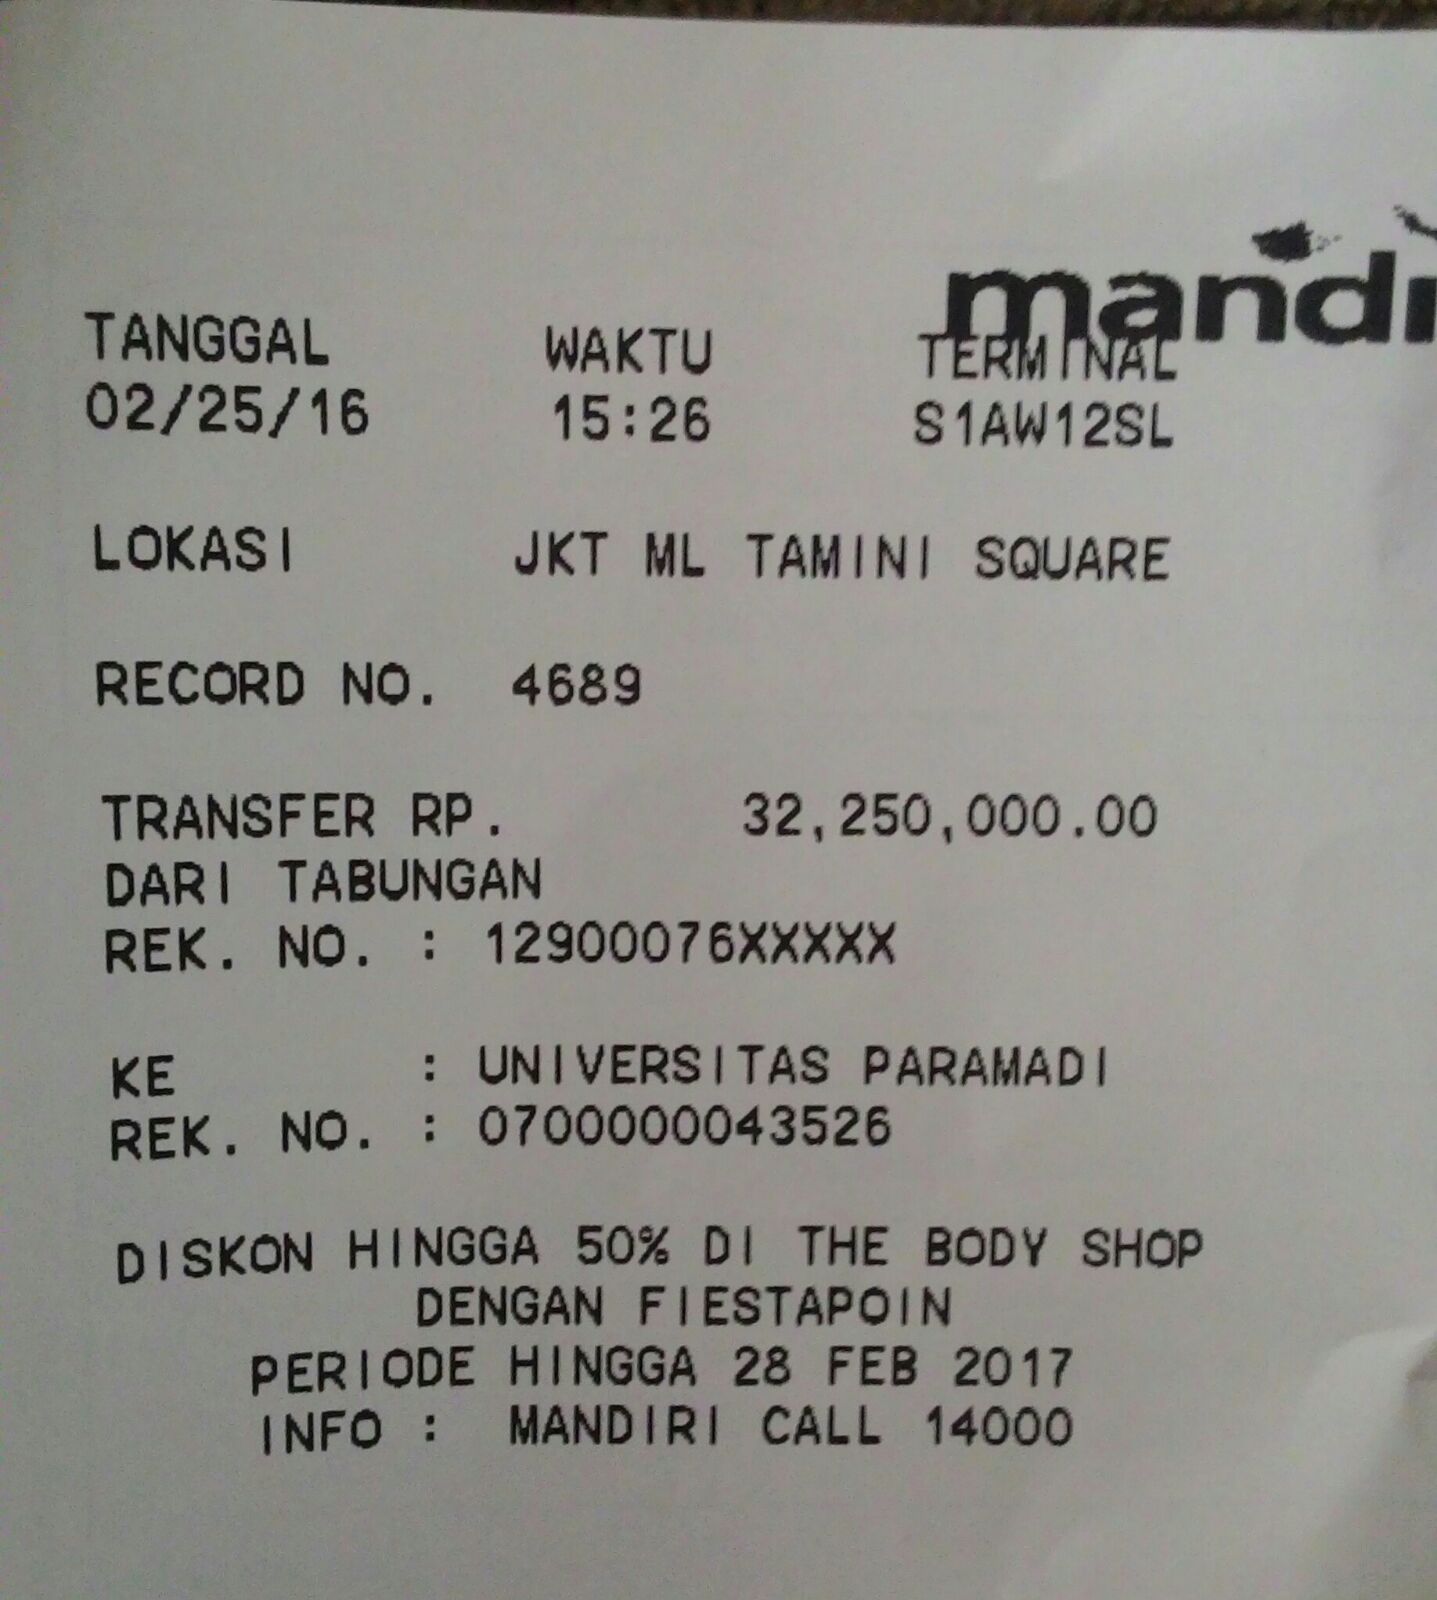 mandi
TANGGAL WAKTU TERMINAL
02/25/16 15:26 S1AW12SL
LOKASI JKT ML TAMINI SQUARE
RECORD NO. 4689
TRANSFER RP. 32,250,000.00
DARI TABUNGAN
REK. NO. : 12900076XXXXX
KE : UNIVERSITAS PARAMADI
REK. NO. : 0700000043526
DISKON HINGGA 50% DI THE BODY SHOP
DENGAN FIESTAPOIN
PERIODE HINGGA 28 FEB 2017
INFO : MANDIRI CALL 14000